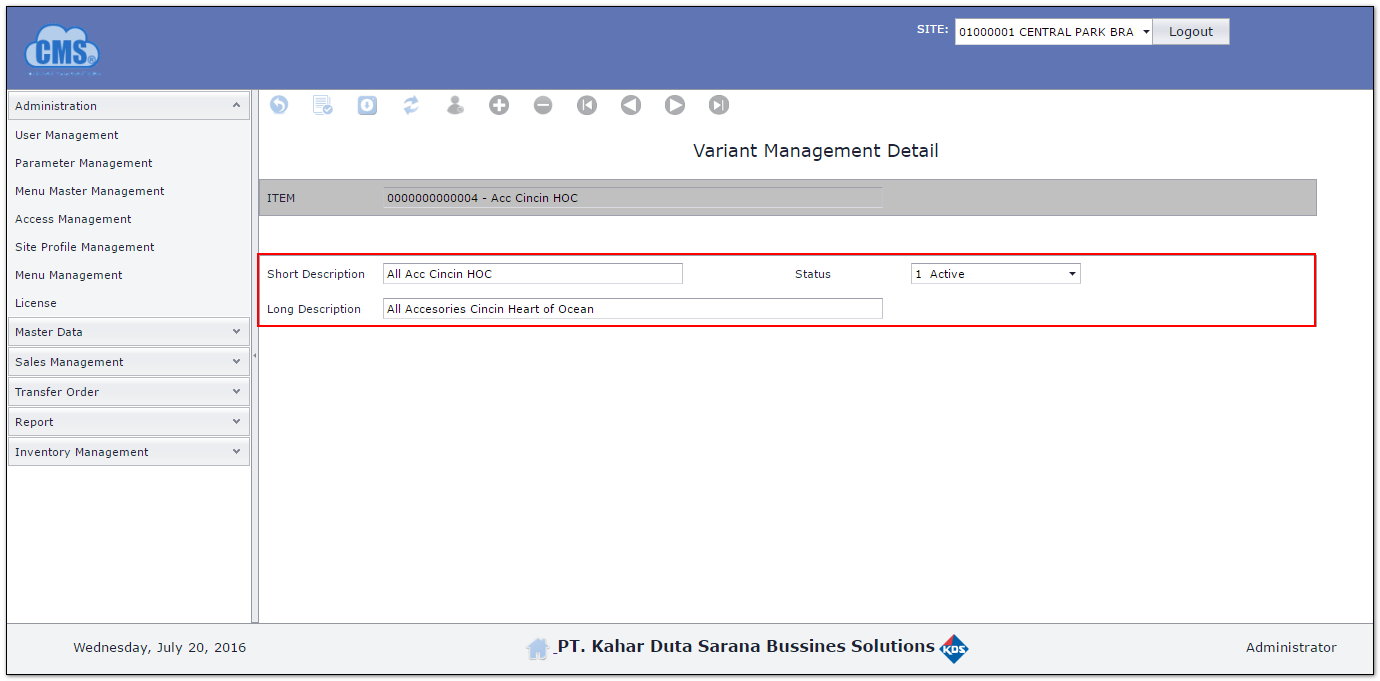 CMS®
SITE: 01000001 CENTRAL PARK BRA Logout
Administration
User Management
Parameter Management
Menu Master Management
Access Management
Site Profile Management
Menu Management
License
Master Data
Sales Management
Transfer Order
Report
Inventory Management
Variant Management Detail
ITEM 0000000000004 - Acc Cincin HOC
Short Description All Acc Cincin HOC Status 1 Active
Long Description All Accesories Cincin Heart of Ocean
Wednesday, July 20, 2016 PT. Kahar Duta Sarana Bussines Solutions KDS Administrator